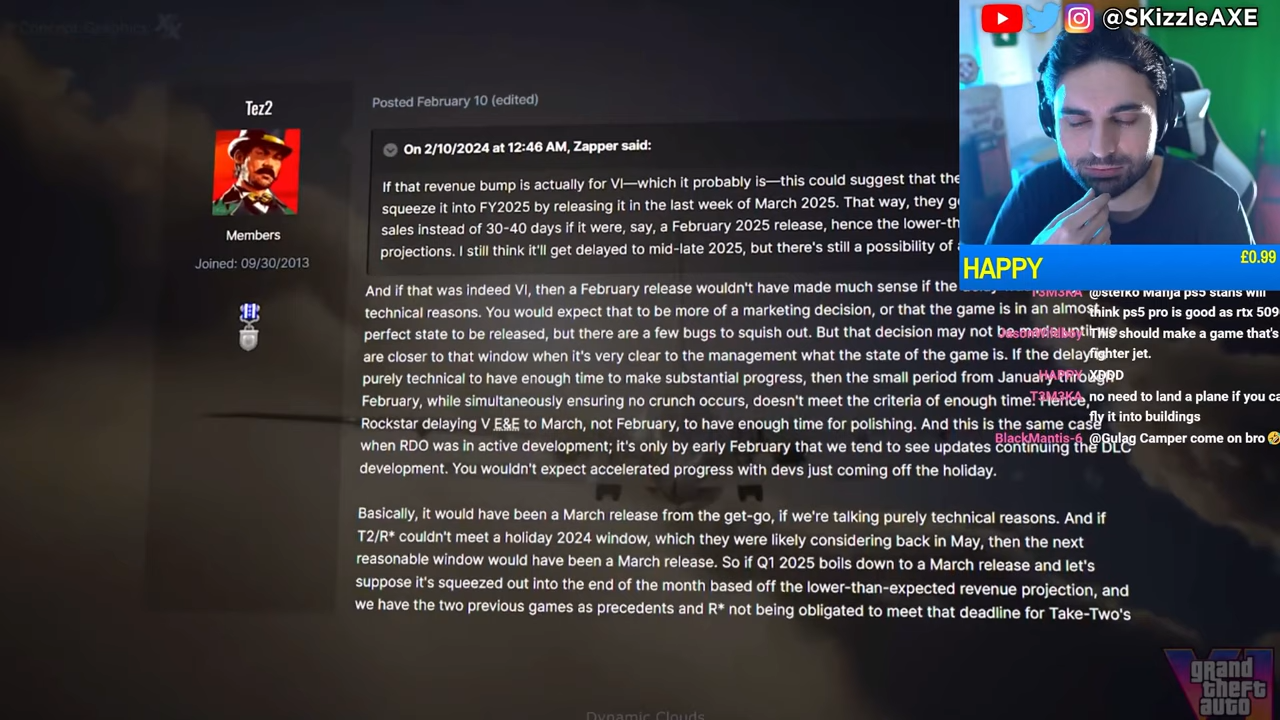 Concept Graphics
@SKizzleAXE
Tez2
Members
Joined: 09/30/2013
Posted February 10 (edited)
On 2/10/2024 at 12:46 AM, Zapper said:
If that revenue bump is actually for VI—which it probably is—this could suggest that the
squeeze it into FY2025 by releasing it in the last week of March 2025. That way, they
sales instead of 30-40 days if it were, say, a February 2025 release, hence the
projections. I still think it'll get delayed to mid-late 2025, but there's still a possibility of
And if that was indeed VI, then a February release wouldn't have made much sense if the
technical reasons. You would expect that to be more of a marketing decision, or that the game is in an almost
perfect state to be released, but there are a few bugs to squish out. But that decision may not be made until we
are closer to that window when it's very clear to the management what the state of the game is. If the delay is
purely technical to have enough time to make substantial progress, then the small period from January through
February, while simultaneously ensuring no crunch occurs, doesn't meet the criteria of enough time. Hence,
Rockstar delaying V E&E to March, not February, to have enough time for polishing. And this is the same case
when RDO was in active development; it's only by early February that we tend to see updates continuing the DLC
development. You wouldn't expect accelerated progress with devs just coming off the holiday.
Basically, it would have been a March release from the get-go, if we're talking purely technical reasons. And if
T2/R* couldn't meet a holiday 2024 window, which they were likely considering back in May, then the next
reasonable window would have been a March release. So if Q1 2025 boils down to a March release and let's
suppose it's squeezed out into the end of the month based off the lower-than-expected revenue projection, and
we have the two previous games as precedents and R* not being obligated to meet that deadline for Take-Two's
HAPPY £0.99
T3M3KA @stefko Mafija ps5 stans will
think ps5 pro is good as rtx 509
This should make a game that's
fighter jet.
HAPPY XDDD
T3M3KA no need to land a plane if you ca
fly it into buildings
BlackMantis-6 @Gulag Camper come on bro 🤣
Dynamic Clouds
VI
grand
theft
auto